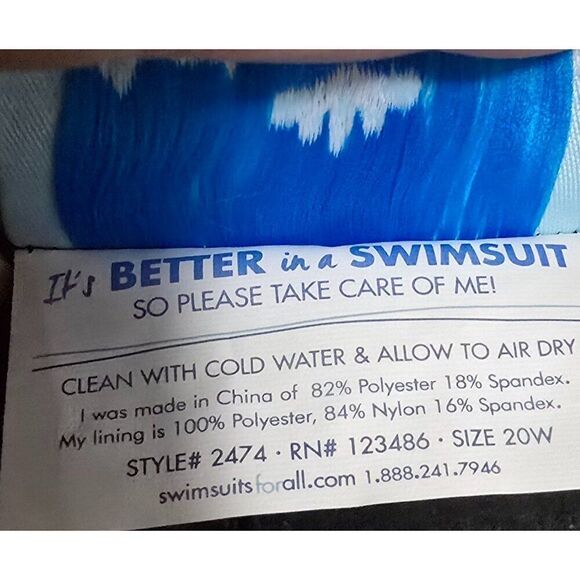 It's BETTER in a SWIMSUIT
SO PLEASE TAKE CARE OF ME!
CLEAN WITH COLD WATER & ALLOW TO AIR DRY
I was made in China of 82% Polyester 18% Spandex.
My lining is 100% Polyester, 84% Nylon 16% Spandex.
STYLE# 2474 · RN# 123486 · SIZE 20W
swimsuitsforall.com 1.888.241.7946